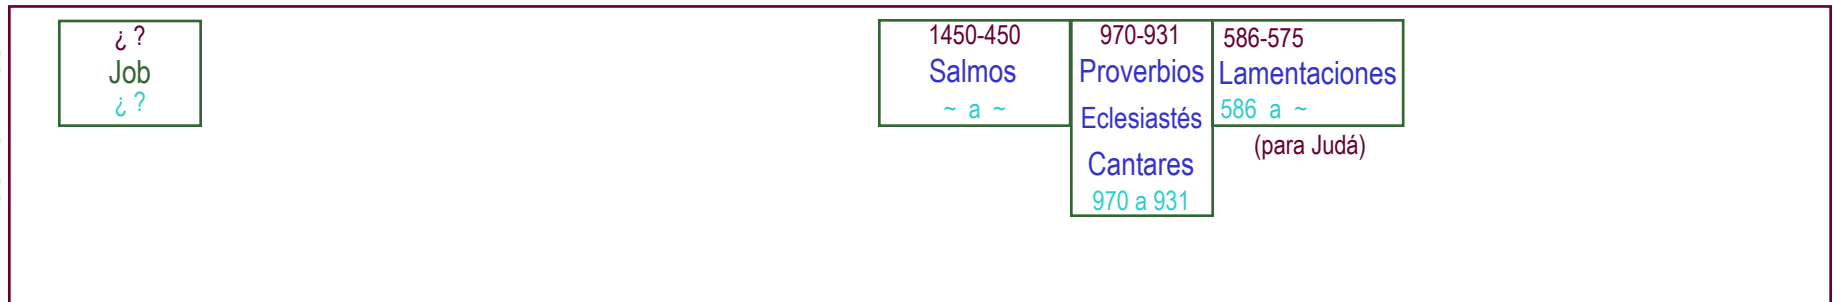 ¿ ?
Job
¿ ?
1450-450
Salmos
~ a ~
970-931
Proverbios
Eclesiastés
Cantares
970 a 931
586-575
Lamentaciones
586 a ~
(para Judá)